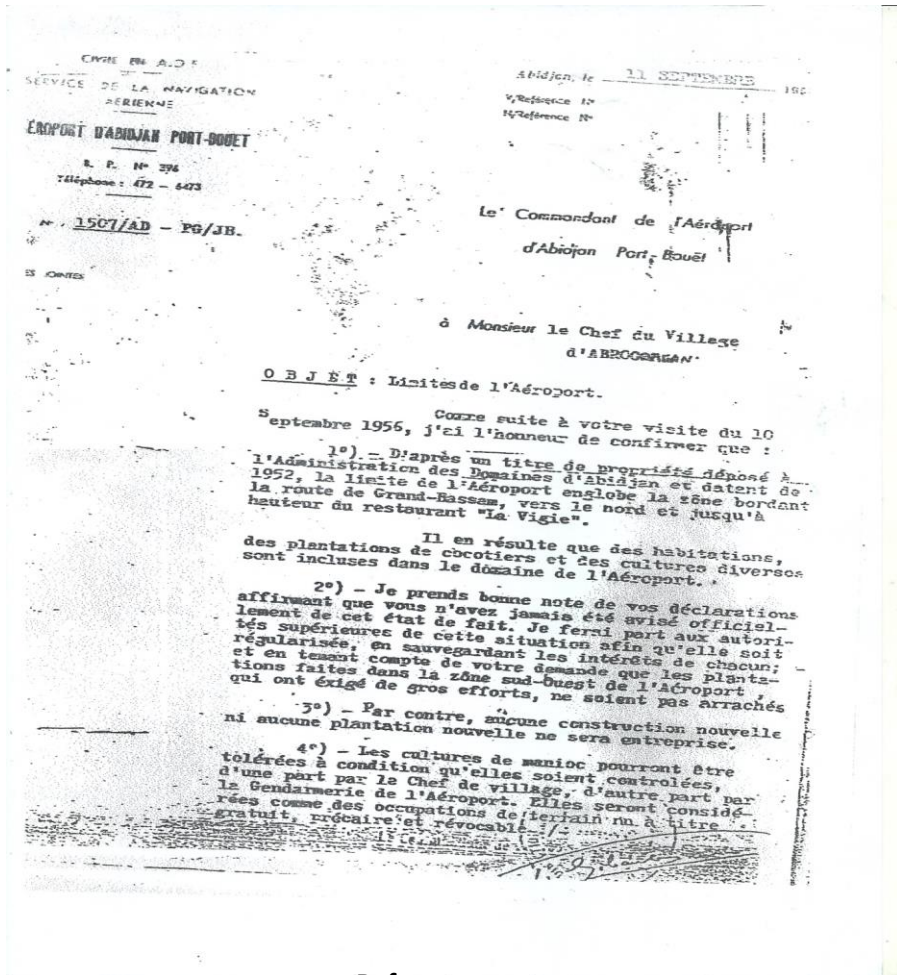 CIVILE EN A.O.F
SERVICE DE LA NAVIGATION
AERIENNE
AEROPORT D'ABIDJAN PORT-BOUET
B. P. N° 394
Téléphone : 472 — 6473
N° 1507/AD - PG/JB.
ES JOINTES
Abidjan, le 11 SEPTEMBRE 195
V/Référence N°
N/Référence N°
Le Commandant de l'Aéroport
d'Abidjan Port-Bouët
à Monsieur le Chef du Village
O B J E T : Limites de l'Aéroport.
Comme suite à votre visite du 10
Septembre 1956, j'ai l'honneur de confirmer que :
1°) - D'après un titre de propriété déposé à
l'Administration des Domaines d'Abidjan et datent de
1952, la limite de l'Aéroport englobe la zône bordant
la route de Grand-Bassam, vers le nord et jusqu'à
hauteur du restaurant "La Vigie".
Il en résulte que des habitations,
des plantations de cocotiers et des cultures diverses
sont incluses dans le domaine de l'Aéroport.
2°) - Je prends bonne note de vos déclarations
affirmant que vous n'avez jamais été avisé officiel-
lement de cet état de fait. Je ferai part aux autori-
tés supérieures de cette situation afin qu'elle soit
régularisée, en sauvegardant les intérêts de chacun;
et en tenant compte de votre demande que les planta-
tions faites dans la zône sud-Ouest de l'Aéroport ,
qui ont éxigé de gros efforts, ne soient pas arrachés
3°) - Par contre, aucune construction nouvelle
ni aucune plantation nouvelle ne sera entreprise.
4°) - Les cultures de manioc pourront être
tolérées à condition qu'elles soient controlées,
d'une part par le Chef de village, d'autre part par
la Gendarmerie de l'Aéroport. Elles seront considé-
rées comme des occupations de terrain nu à titre
gratuit, précaire et révocable ./-